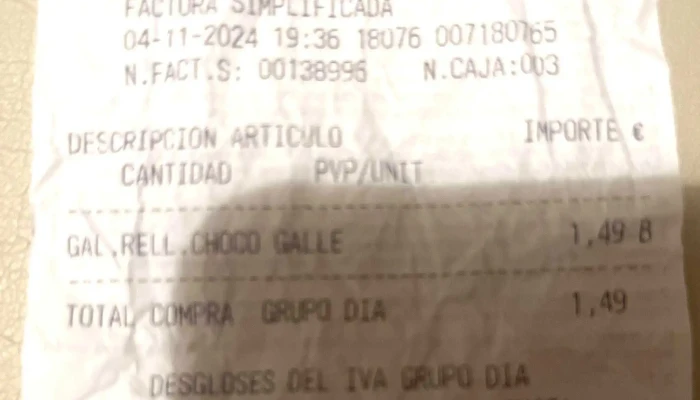 FACTURA SIMPLIFICADA
04-11-2024 19:36 18076 007180765
N.FACT.S: 00138996 N.CAJA:003
DESCRIPCION ARTICULO IMPORTE €
CANTIDAD PVP/UNIT
GAL.RELL.CHOCO GALLE 1,49 B
TOTAL COMPRA GRUPO DIA 1,49
DESGLOSES DEL IVA GRUPO DIA